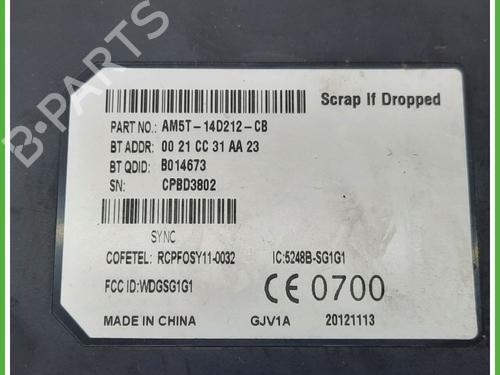 Scrap If Dropped
PART NO.: AM5T-14D212-CB
BT ADDR: 00 21 CC 31 AA 23
BT QDID: B014673
SN: CPBD3802
SYNC
COFETEL: RCPFOSY11-0032 IC:5248B-SG1G1
FCC ID:WDGSG1G1 CE 0700
MADE IN CHINA GJV1A 20121113
B-PARTS